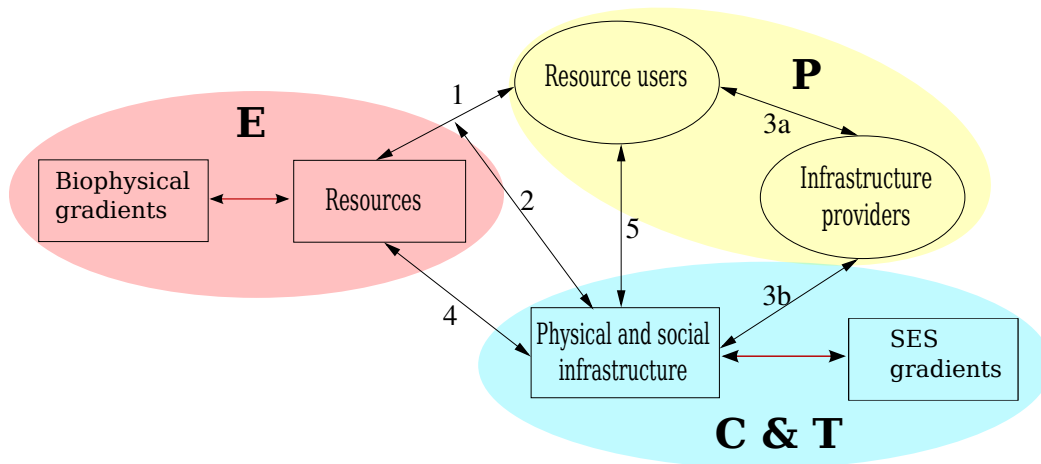 E
Biophysical
gradients
Resources
1
2
4
P
Resource users
3a
Infrastructure
providers
5
3b
Physical and social
infrastructure
SES
gradients
C & T